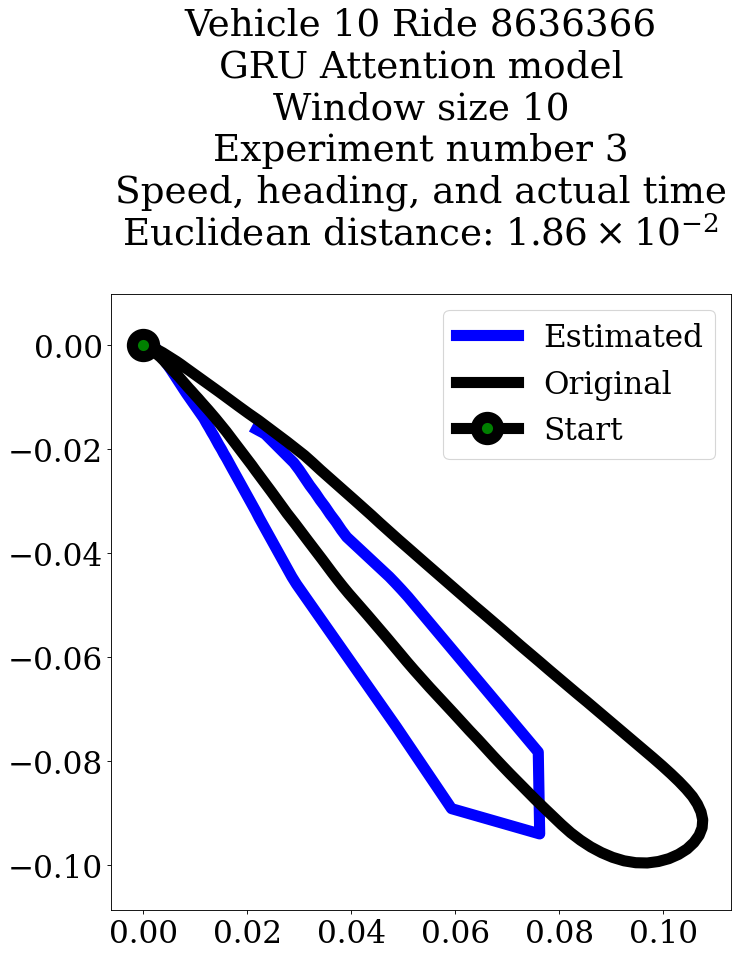 Vehicle 10 Ride 8636366
GRU Attention model
Window size 10
Experiment number 3
Speed, heading, and actual time
Euclidean distance: 1.86 × 10⁻²
Estimated
Original
Start
0.00
−0.02
−0.04
−0.06
−0.08
−0.10
0.00 0.02 0.04 0.06 0.08 0.10